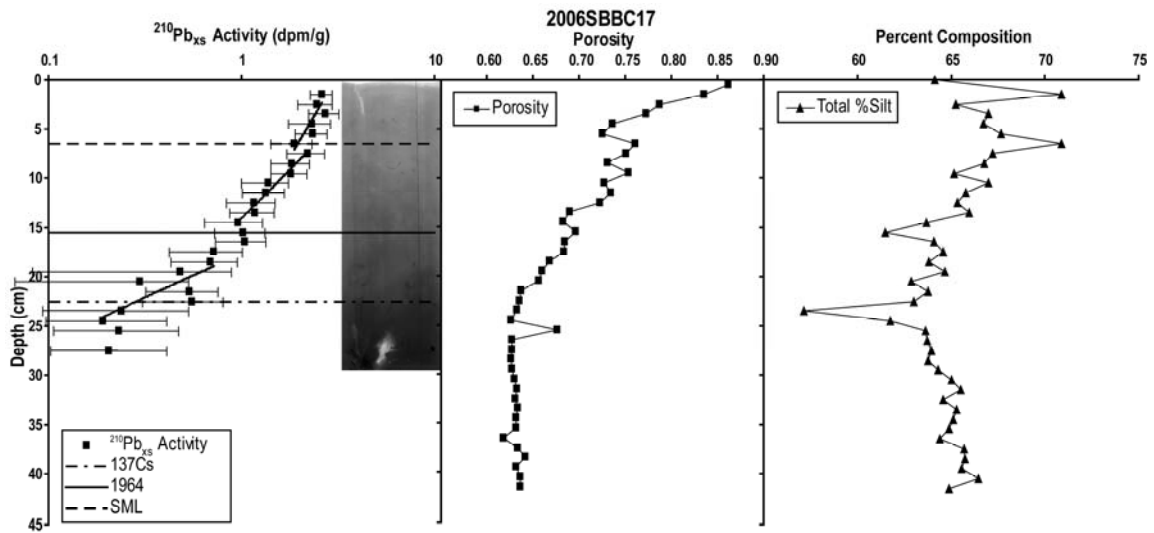 2006SBBC17
²¹⁰Pbxs Activity (dpm/g)
Porosity
Percent Composition
0.1 1 10
0.60 0.65 0.70 0.75 0.80 0.85 0.90
60 65 70 75
Depth (cm)
0
5
10
15
20
25
30
35
40
45
²¹⁰Pbxs Activity
137Cs
1964
SML
Porosity
Total %Silt